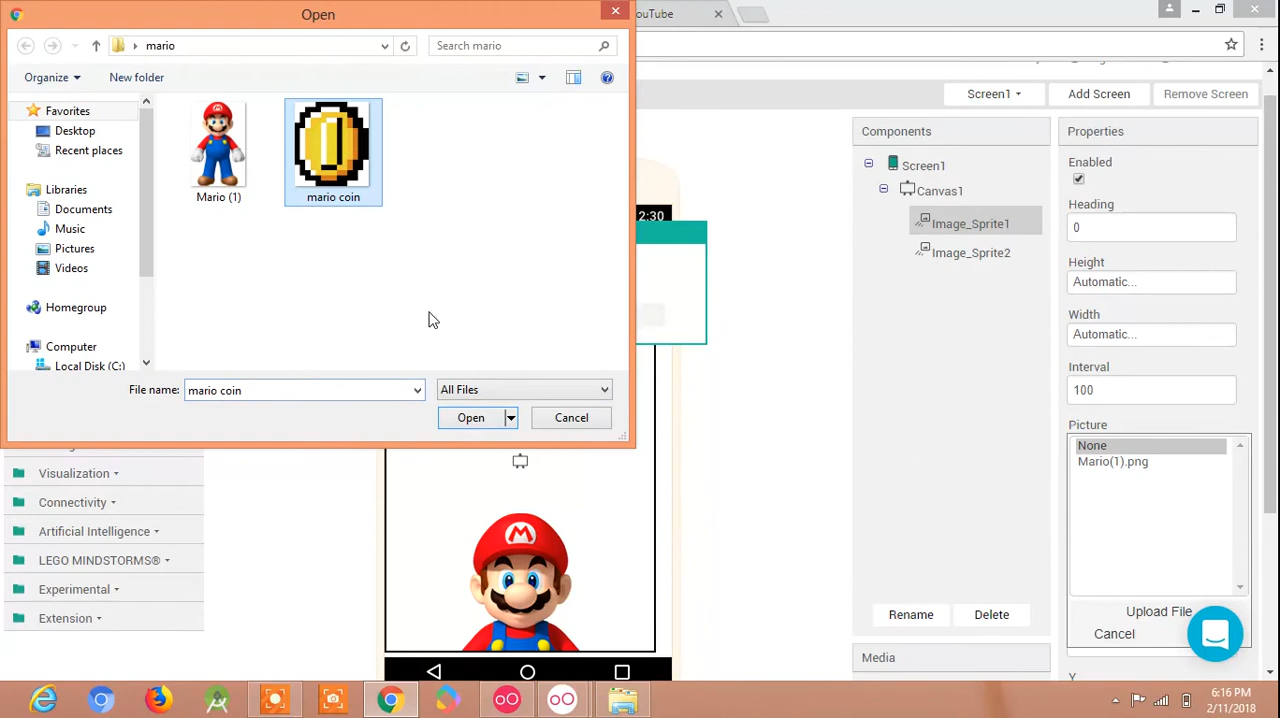 Open
YouTube
mario
Search mario
Organize
New folder
Favorites
Desktop
Recent places
Libraries
Documents
Music
Pictures
Videos
Homegroup
Computer
Local Disk (C:)
Mario (1)
mario coin
File name:
mario coin
All Files
Open
Cancel
Screen1
Add Screen
Remove Screen
Components
Screen1
Canvas1
Image_Sprite1
Image_Sprite2
Rename
Delete
Media
Properties
Enabled
Heading
0
Height
Automatic...
Width
Automatic...
Interval
100
Picture
None
Mario(1).png
Upload File
Cancel
Y
2:30
Visualization
Connectivity
Artificial Intelligence
LEGO MINDSTORMS®
Experimental
Extension
M
6:16 PM
2/11/2018